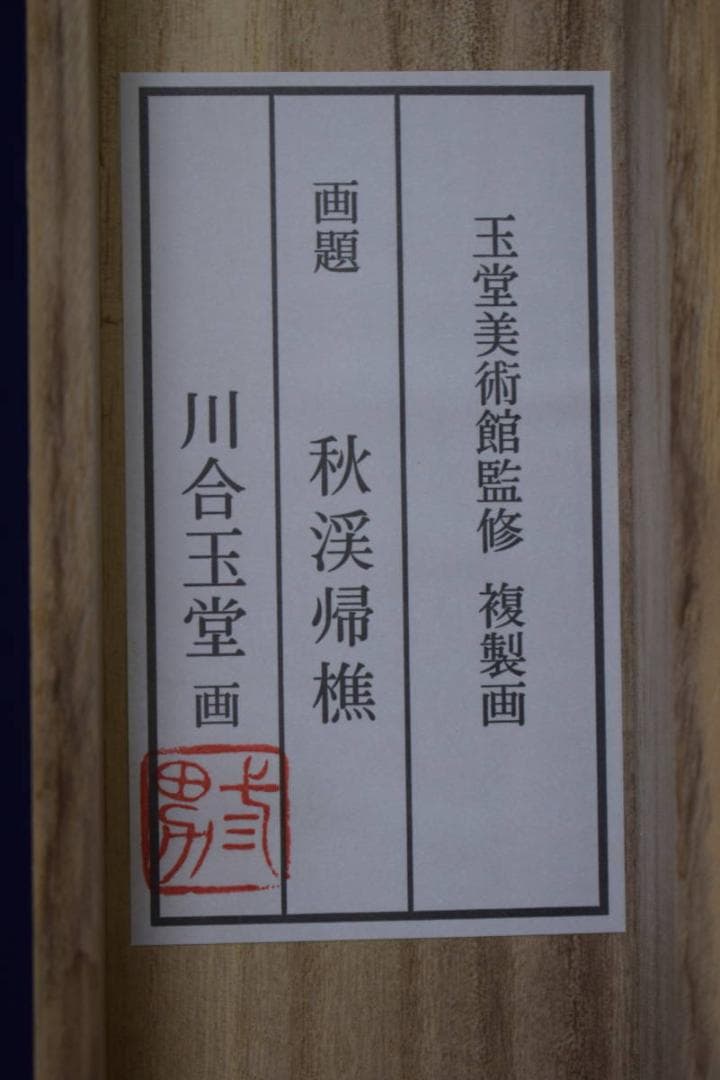 玉堂美術館監修 複製画
画題 秋渓帰樵
川合玉堂 画